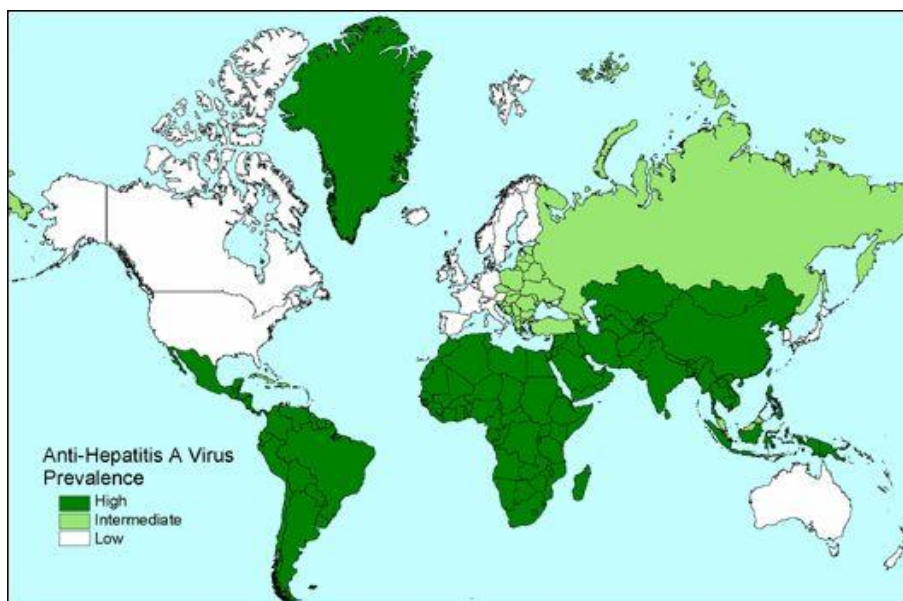 Anti-Hepatitis A Virus
Prevalence
High
Intermediate
Low